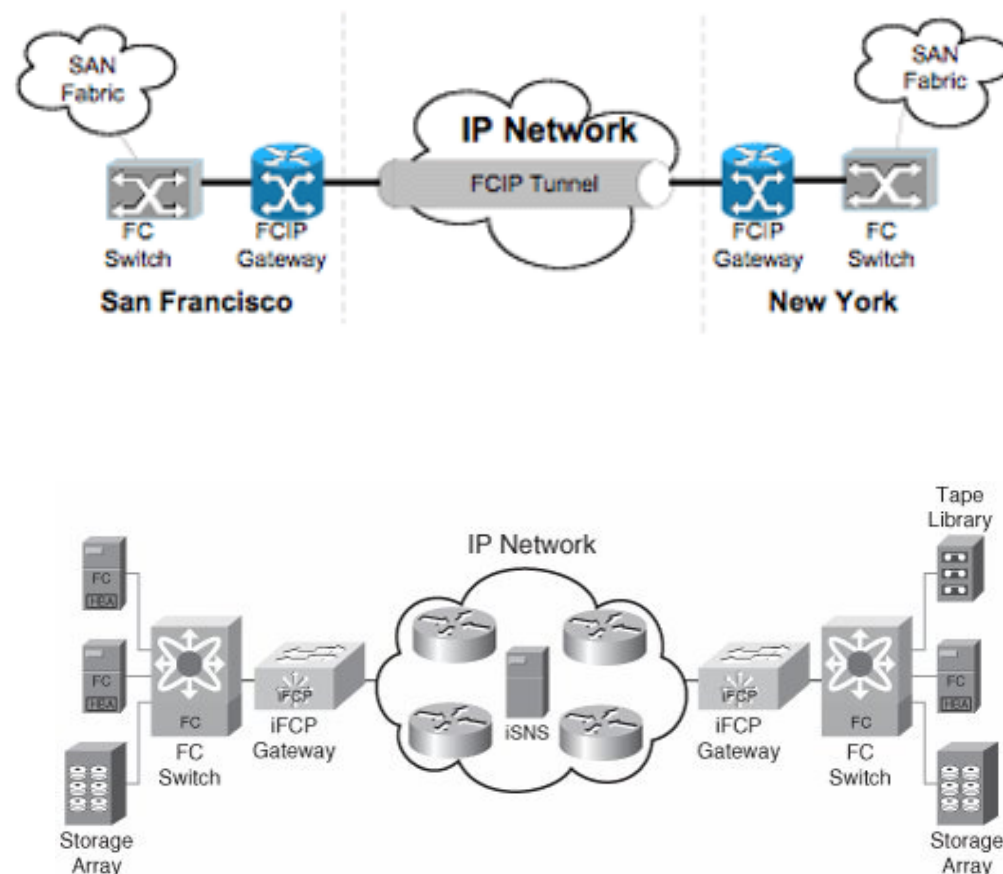 SAN
Fabric
SAN
Fabric
IP Network
FCIP Tunnel
FC
Switch
FCIP
Gateway
FCIP
Gateway
FC
Switch
San Francisco
New York
Tape
Library
IP Network
FC
HBA
FC
HBA
FC
FC
Switch
iFCP
iFCP
Gateway
iSNS
iFCP
iFCP
Gateway
FC
FC
Switch
FC
HBA
Storage
Array
Storage
Array